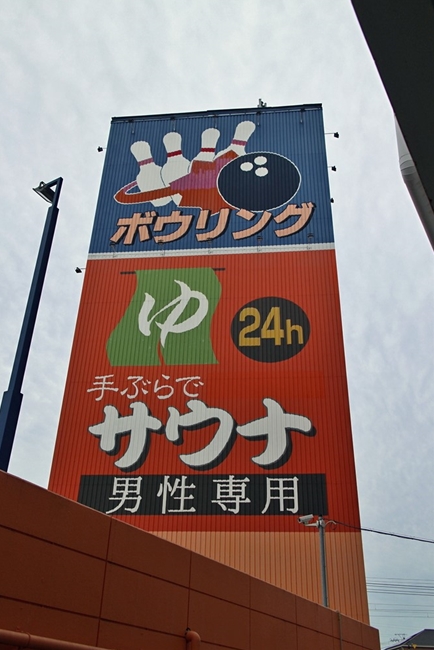 ボウリング
ゆ
24h
手ぶらで
サウナ
男性専用